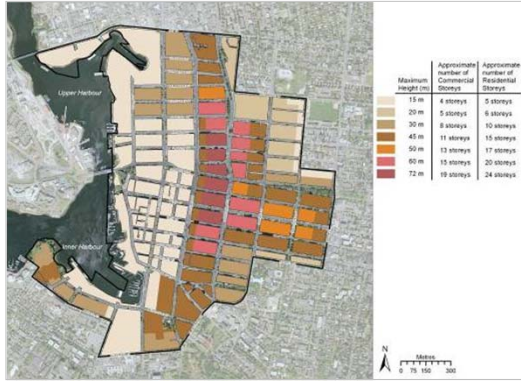 Upper Harbour
Inner Harbour
Maximum Height (m)
Approximate number of Commercial Storeys
Approximate number of Residential Storeys
15 m 4 storeys 5 storeys
20 m 5 storeys 6 storeys
30 m 8 storeys 10 storeys
45 m 11 storeys 15 storeys
50 m 13 storeys 17 storeys
60 m 15 storeys 20 storeys
72 m 19 storeys 24 storeys
N
Metres
0 75 150 300